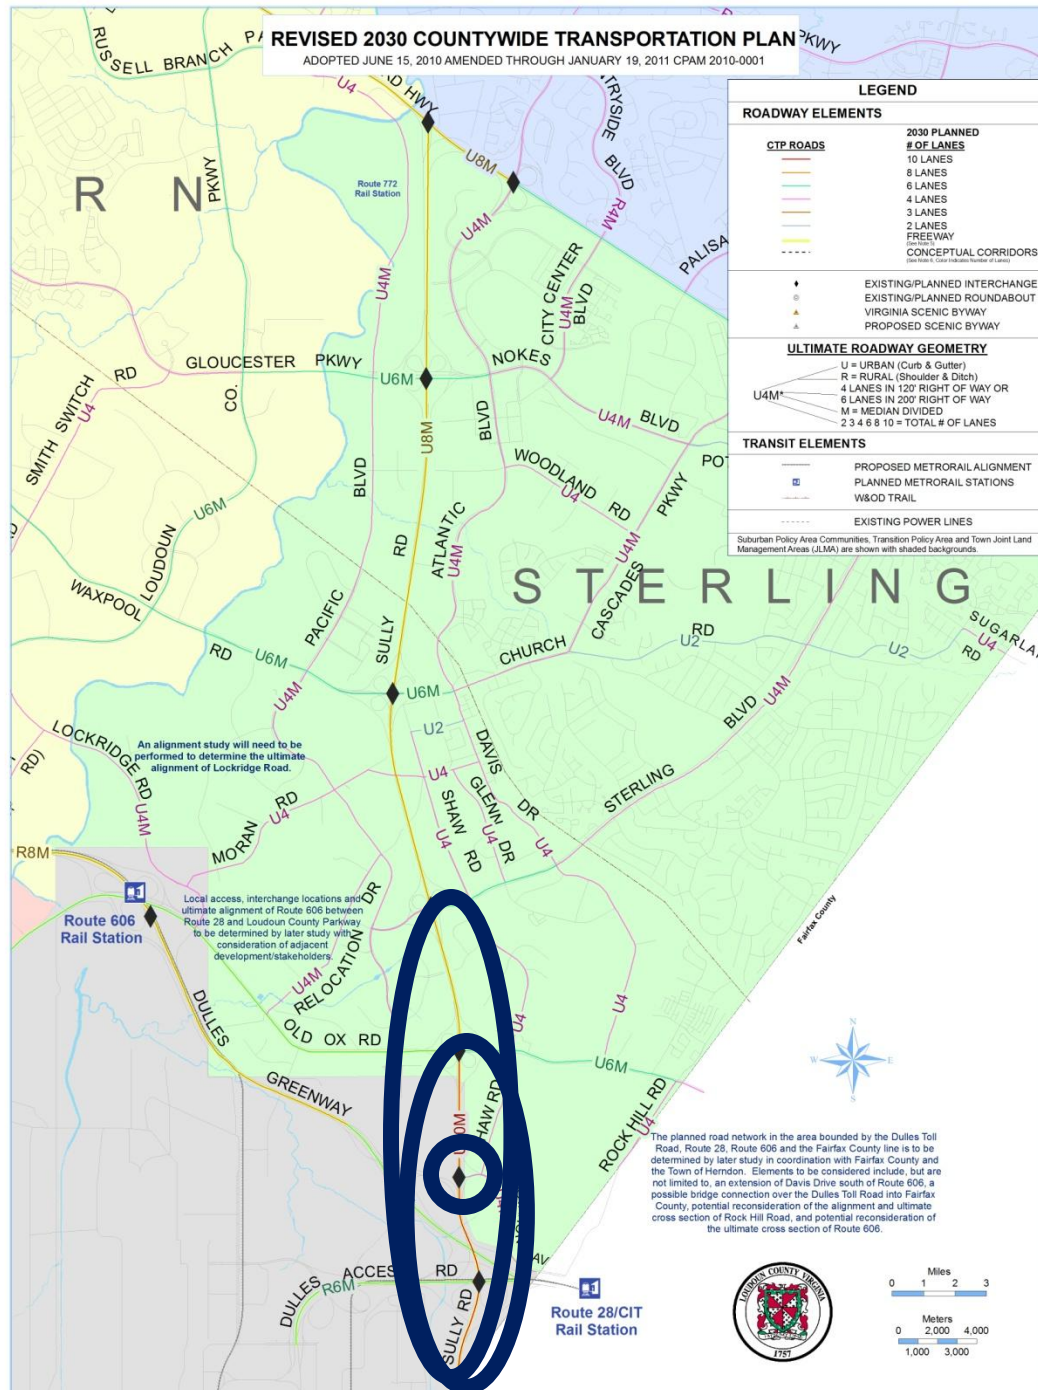 REVISED 2030 COUNTYWIDE TRANSPORTATION PLAN
ADOPTED JUNE 15, 2010 AMENDED THROUGH JANUARY 19, 2011 CPAM 2010-0001
RUSSELL BRANCH
PKWY
U4
HWY
U8M
BLVD
R4M
PALISA
R N
PKWY
Route 772
Rail Station
U4M
U4M
CITY CENTER
BLVD
U4M
LEGEND
ROADWAY ELEMENTS
CTP ROADS
2030 PLANNED
# OF LANES
10 LANES
8 LANES
6 LANES
4 LANES
3 LANES
2 LANES
FREEWAY
(See Note 5)
CONCEPTUAL CORRIDORS
(See Note 6, Color Indicates Number of Lanes)
EXISTING/PLANNED INTERCHANGE
EXISTING/PLANNED ROUNDABOUT
VIRGINIA SCENIC BYWAY
PROPOSED SCENIC BYWAY
ULTIMATE ROADWAY GEOMETRY
U4M*
U = URBAN (Curb & Gutter)
R = RURAL (Shoulder & Ditch)
4 LANES IN 120' RIGHT OF WAY OR
6 LANES IN 200' RIGHT OF WAY
M = MEDIAN DIVIDED
2 3 4 6 8 10 = TOTAL # OF LANES
TRANSIT ELEMENTS
PROPOSED METRORAIL ALIGNMENT
PLANNED METRORAIL STATIONS
W&OD TRAIL
EXISTING POWER LINES
Suburban Policy Area Communities, Transition Policy Area and Town Joint Land
Management Areas (JLMA) are shown with shaded backgrounds.
GLOUCESTER PKWY
U6M
NOKES
BLVD
U4M
SMITH SWITCH RD
U4
CO.
U8M
BLVD
BLVD
WOODLAND RD
U4
PKWY
U4M
CASCADES
LOUDOUN
U6M
RD
ATLANTIC
U4M
STERLING
WAXPOOL
RD
U6M
PACIFIC
U4M
SULLY
U6M
CHURCH
RD
U2
U2
RD
U4
U2
BLVD
U4M
STERLING
LOCKRIDGE RD
U4M
RD)
An alignment study will need to be
performed to determine the ultimate
alignment of Lockridge Road.
MORAN RD
U4
U4
DAVIS
DR
U4
GLENN DR
U4
SHAW RD
U4
R8M
Route 606
Rail Station
Local access, interchange locations and
ultimate alignment of Route 606 between
Route 28 and Loudoun County Parkway
to be determined by later study with
consideration of adjacent
development/stakeholders.
RELOCATION DR
U4M
Fairfax County
DULLES
GREENWAY
OLD OX RD
U4
U4
U6M
ROCK HILL RD
U4
N
W
E
S
The planned road network in the area bounded by the Dulles Toll
Road, Route 28, Route 606 and the Fairfax County line is to be
determined by later study in coordination with Fairfax County and
the Town of Herndon. Elements to be considered include, but are
not limited to, an extension of Davis Drive south of Route 606, a
possible bridge connection over the Dulles Toll Road into Fairfax
County, potential reconsideration of the alignment and ultimate
cross section of Rock Hill Road, and potential reconsideration of
the ultimate cross section of Route 606.
DULLES ACCESS RD
R6M
SULLY RD
Route 28/CIT
Rail Station
LOUDOUN COUNTY VIRGINIA
1757
Miles
0 1 2 3
Meters
0 2,000 4,000
1,000 3,000